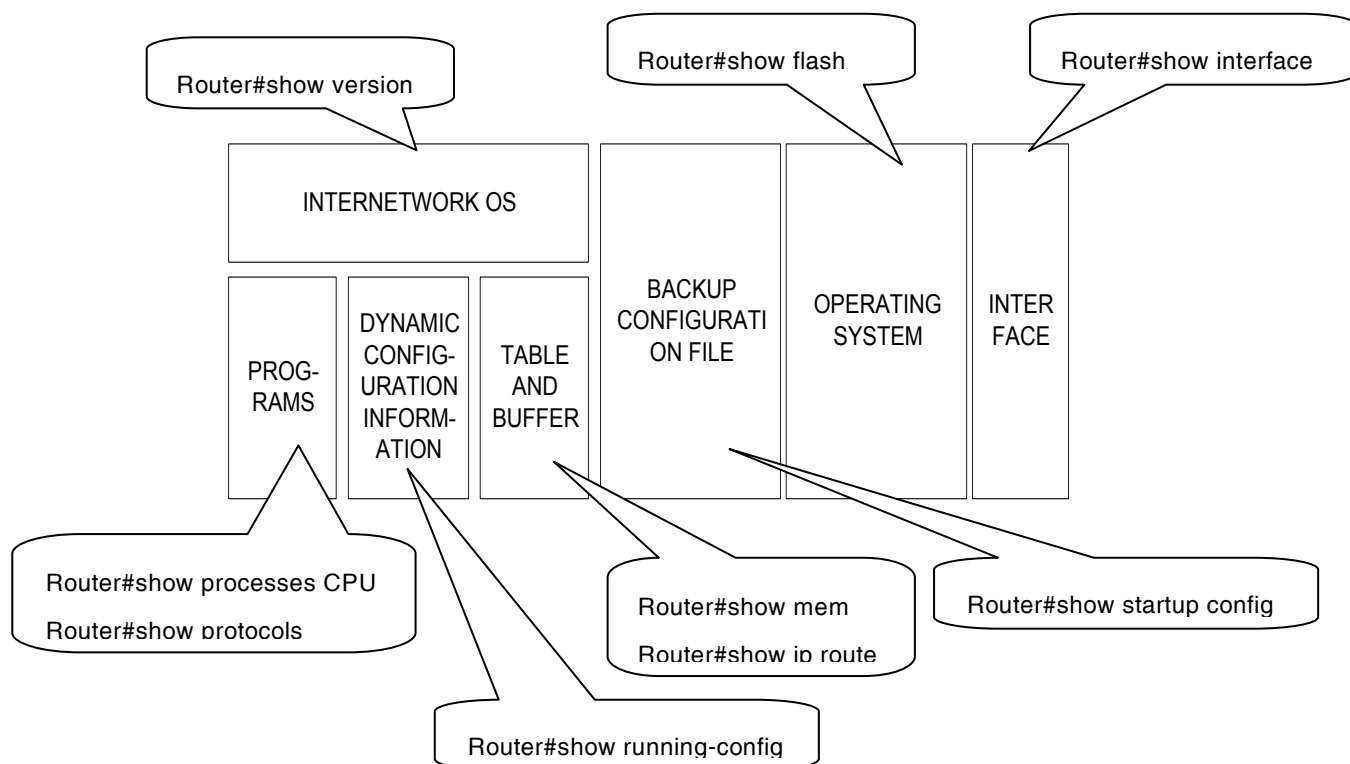 Router#show version
Router#show flash
Router#show interface
INTERNETWORK OS
PROG-
RAMS
DYNAMIC
CONFIG-
URATION
INFORM-
ATION
TABLE
AND
BUFFER
BACKUP
CONFIGURATI
ON FILE
OPERATING
SYSTEM
INTER
FACE
Router#show processes CPU
Router#show protocols
Router#show mem
Router#show ip route
Router#show startup config
Router#show running-config